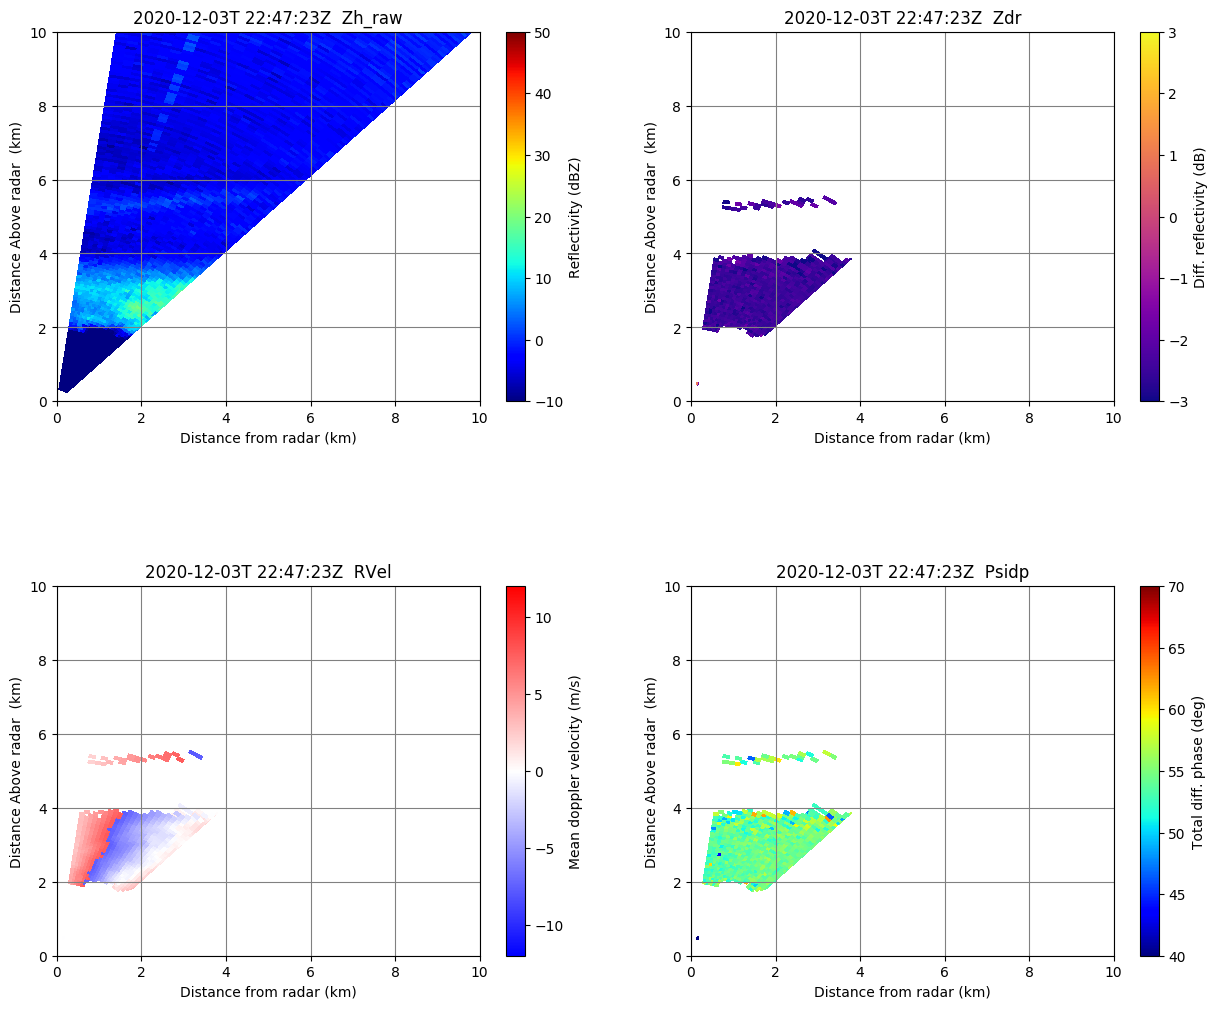 2020-12-03T 22:47:23Z  Zh_raw
10
8
6
4
2
0
Distance Above radar  (km)
0 2 4 6 8 10
Distance from radar (km)
50
40
30
20
10
0
−10
Reflectivity (dBZ)
2020-12-03T 22:47:23Z  Zdr
10
8
6
4
2
0
Distance Above radar  (km)
0 2 4 6 8 10
Distance from radar (km)
3
2
1
0
−1
−2
−3
Diff. reflectivity (dB)
2020-12-03T 22:47:23Z  RVel
10
8
6
4
2
0
Distance Above radar  (km)
0 2 4 6 8 10
Distance from radar (km)
10
5
0
−5
−10
Mean doppler velocity (m/s)
2020-12-03T 22:47:23Z  Psidp
10
8
6
4
2
0
Distance Above radar  (km)
0 2 4 6 8 10
Distance from radar (km)
70
65
60
55
50
45
40
Total diff. phase (deg)